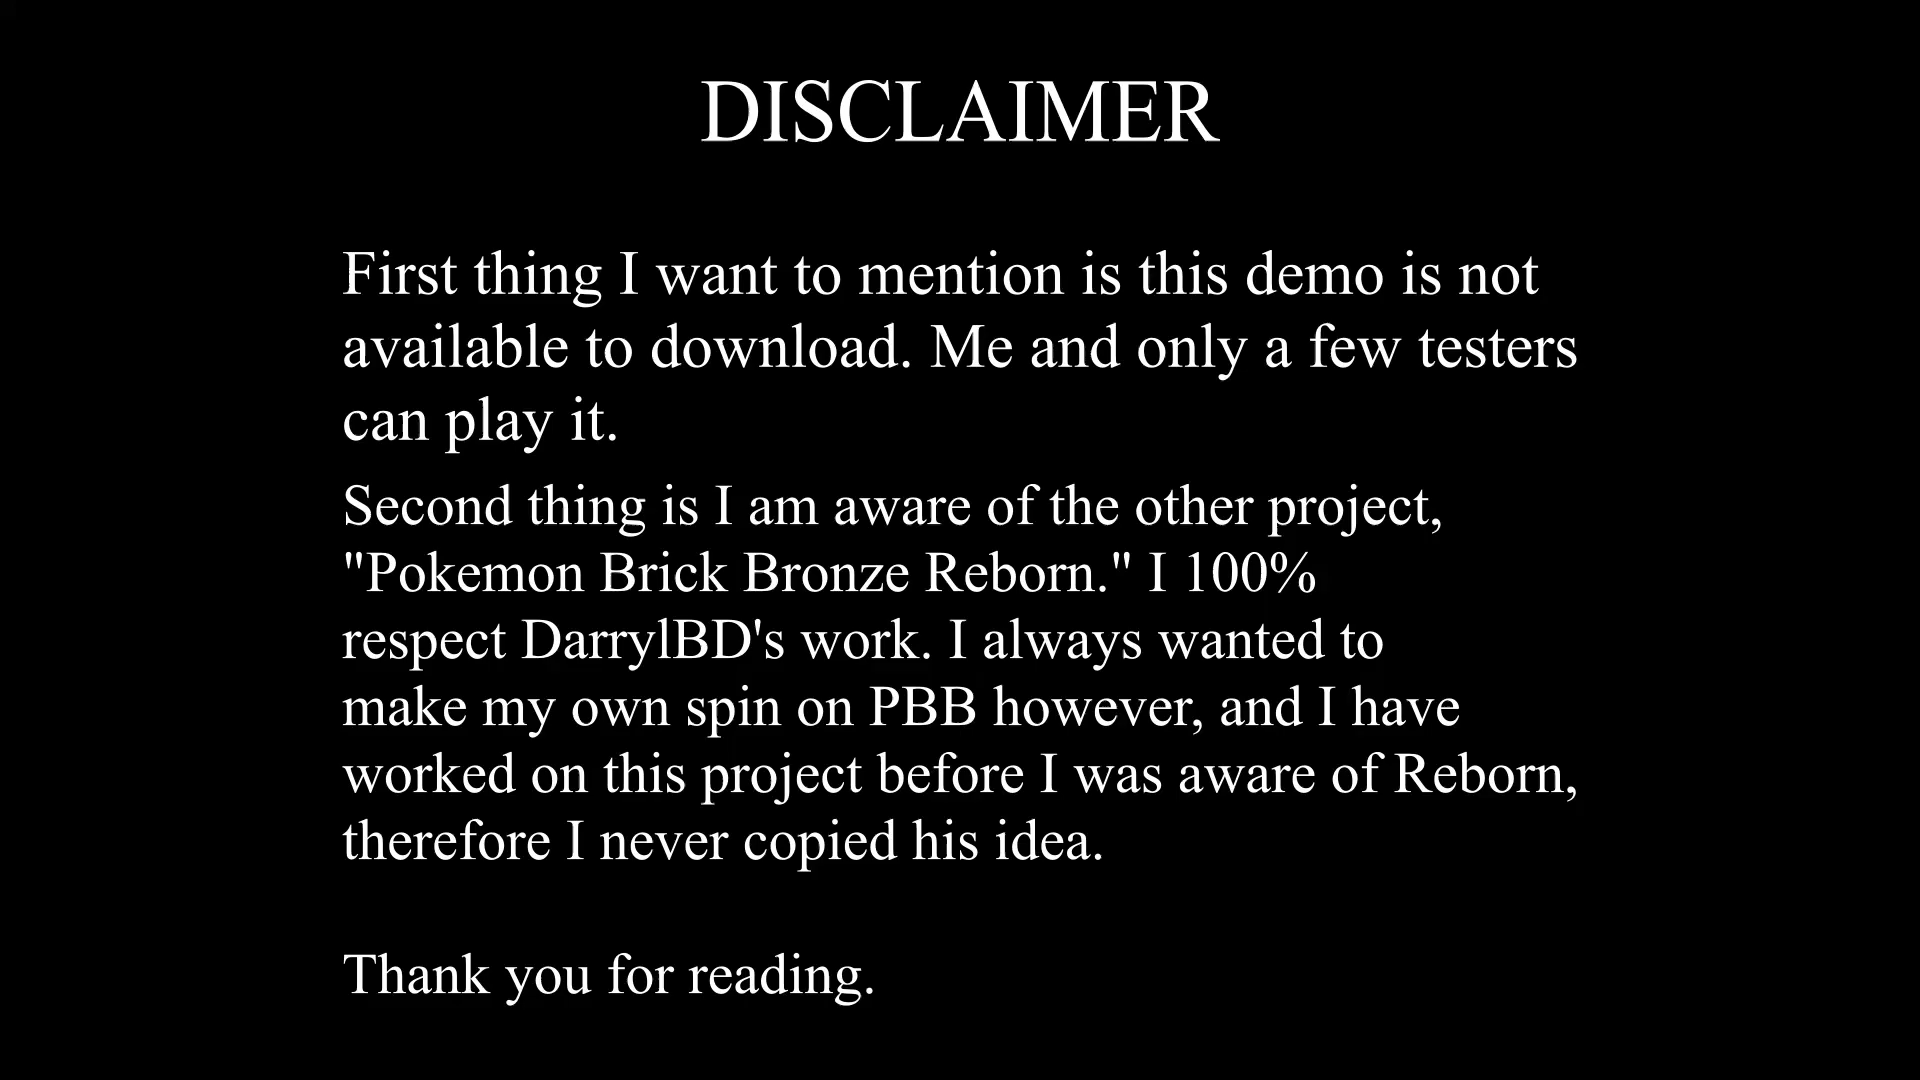 DISCLAIMER
First thing I want to mention is this demo is not
available to download. Me and only a few testers
can play it.
Second thing is I am aware of the other project,
"Pokemon Brick Bronze Reborn." I 100%
respect DarrylBD's work. I always wanted to
make my own spin on PBB however, and I have
worked on this project before I was aware of Reborn,
therefore I never copied his idea.
Thank you for reading.